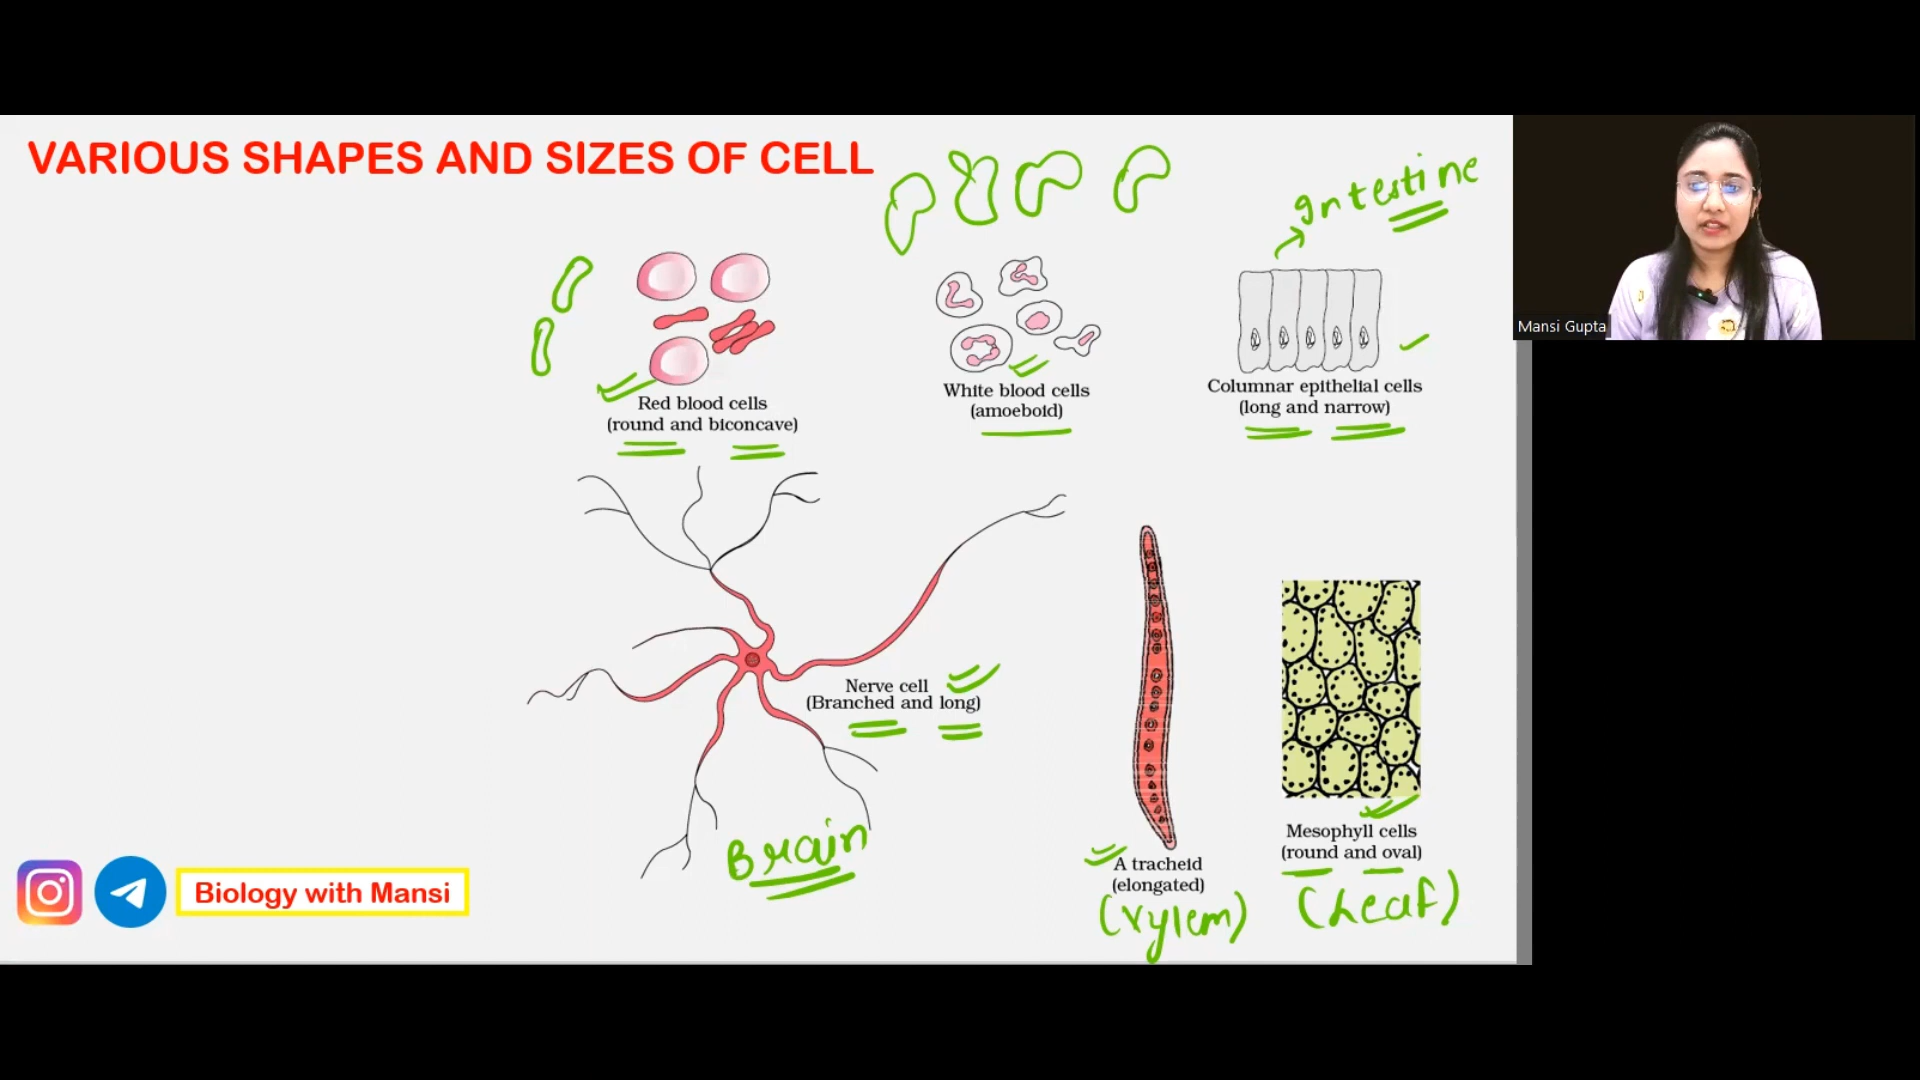 VARIOUS SHAPES AND SIZES OF CELL
Intestine
Mansi Gupta
Red blood cells
(round and biconcave)
White blood cells
(amoeboid)
Columnar epithelial cells
(long and narrow)
Nerve cell
(Branched and long)
Brain
A tracheid
(elongated)
(Xylem)
Mesophyll cells
(round and oval)
(Leaf)
Biology with Mansi